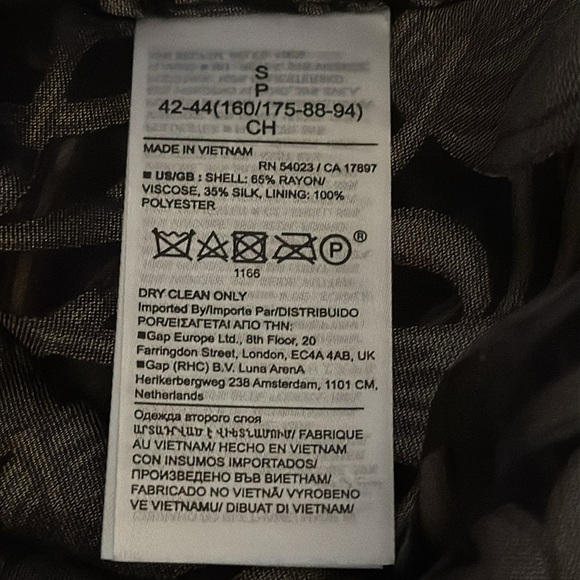 S
P
42-44(160/175-88-94)
CH
MADE IN VIETNAM
RN 54023 / CA 17897
■ US/GB : SHELL: 65% RAYON/
VISCOSE, 35% SILK, LINING: 100%
POLYESTER
P ®
1166
DRY CLEAN ONLY
Imported By/Importe Par/DISTRIBUIDO
POR/ΕΙΣΑΓΕΤΑΙ ΑΠΟ ΤΗΝ:
■Gap Europe Ltd., 8th Floor, 20
Farringdon Street, London, EC4A 4AB, UK
■Gap (RHC) B.V. Luna ArenA
Herikerbergweg 238 Amsterdam, 1101 CM,
Netherlands
Одежда второго слоя
ԱՐՏԱԴՐՎԱԾ Է ՎԻԵՏՆԱՄՈՒՄ/ FABRIQUE
AU VIETNAM/ HECHO EN VIETNAM
CON INSUMOS IMPORTADOS/
ПРОИЗВЕДЕНО ВЪВ ВИЕТНАМ/
FABRICADO NO VIETNÃ/ VYROBENO
VE VIETNAMU/ DIBUAT DI VIETNAM/